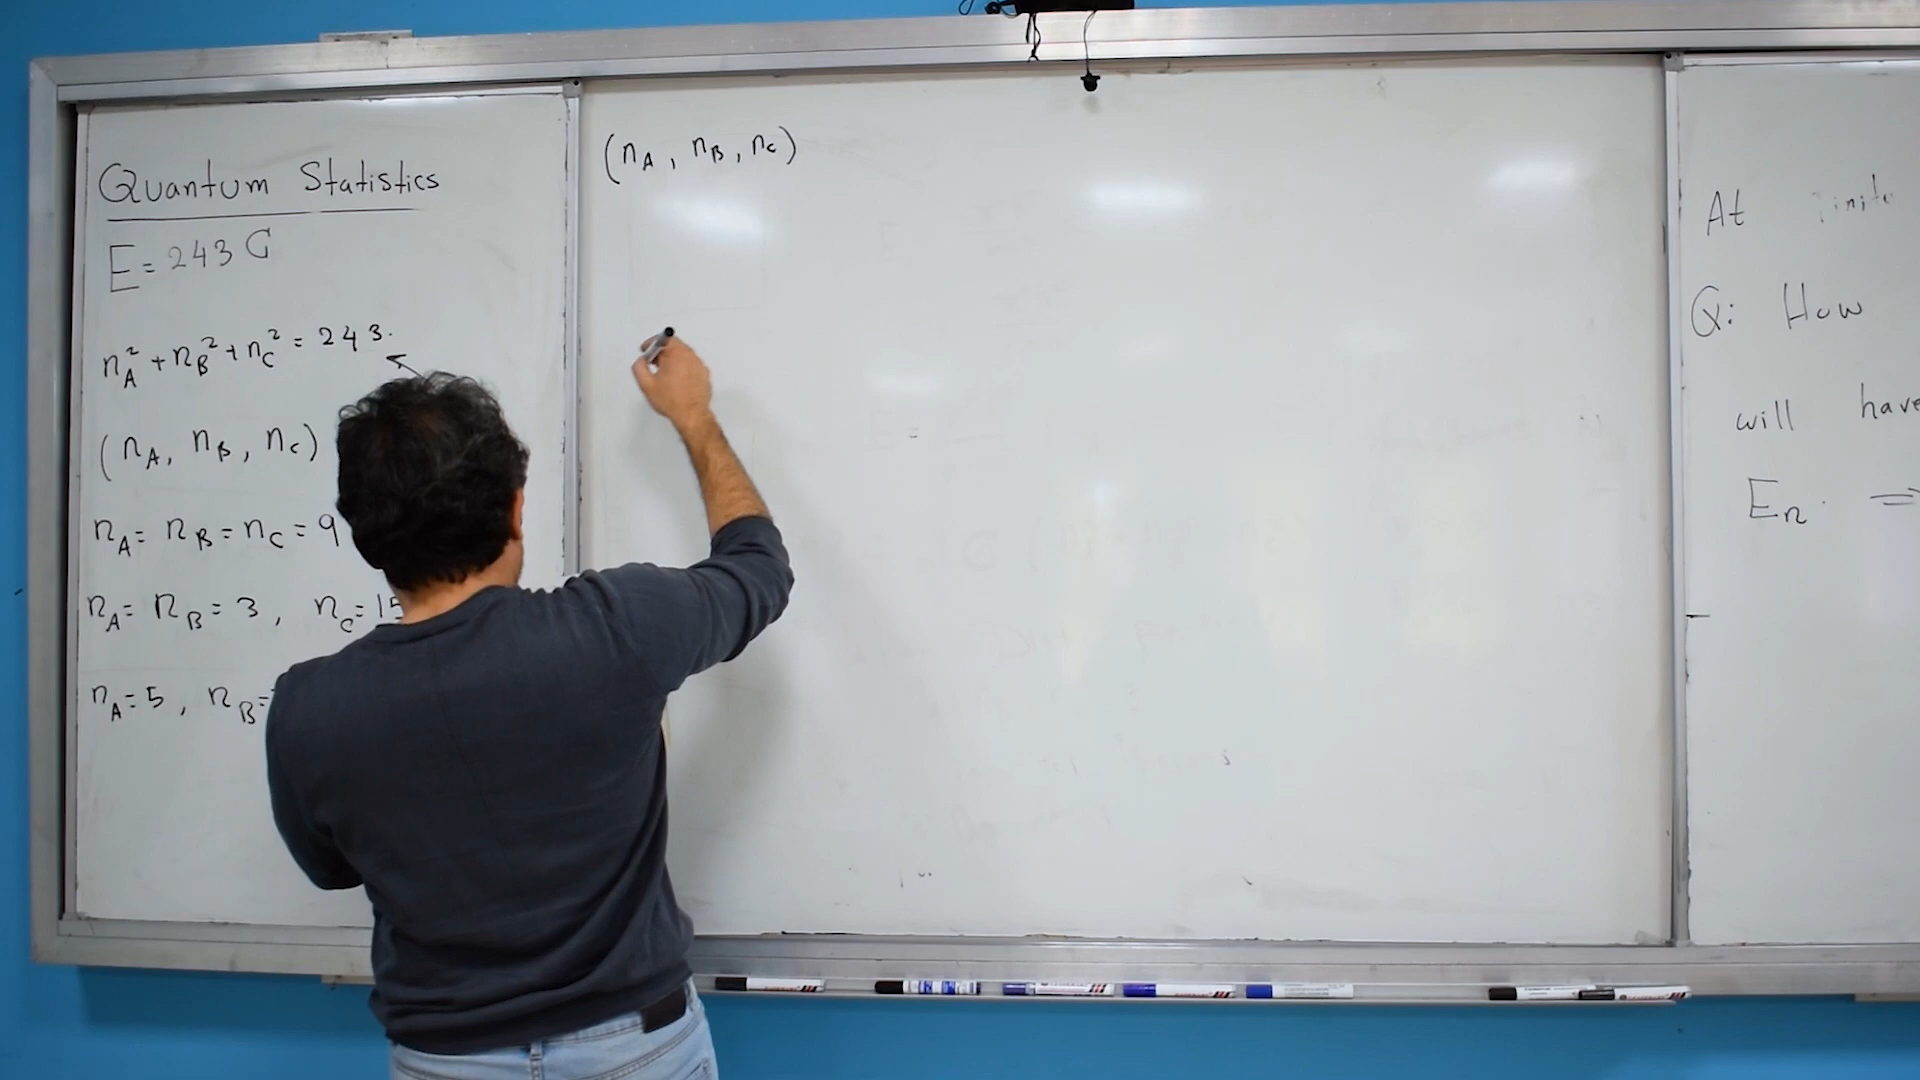 Quantum Statistics
E = 243 C
n_A^2 + n_B^2 + n_C^2 = 243.
(n_A, n_B, n_C)
n_A = n_B = n_C = 9
n_A = n_B = 3, n_C = 15
n_A = 5, n_B =
(n_A, n_B, n_C)
At
Q: How
will have
E_n. ⇒